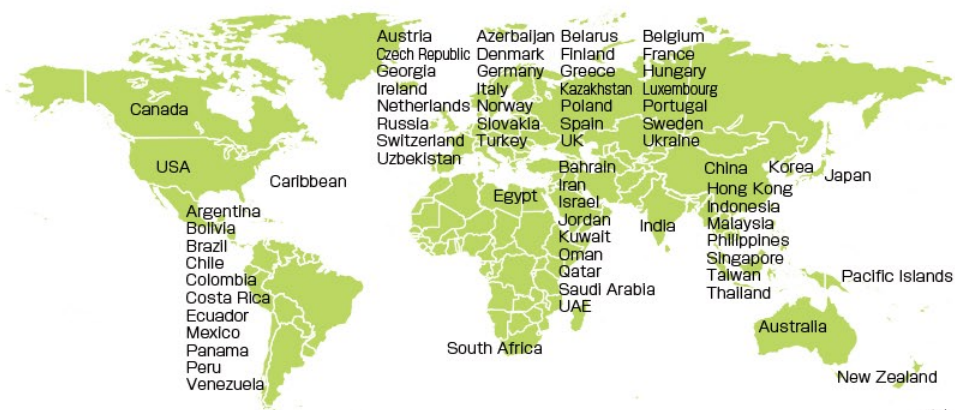 Austria Azerbaijan Belarus Belgium
Czech Republic Denmark Finland France
Georgia Germany Greece Hungary
Ireland Italy Kazakhstan Luxembourg
Netherlands Norway Poland Portugal
Russia Slovakia Spain Sweden
Switzerland Turkey UK Ukraine
Uzbekistan
Canada
USA
Caribbean
Argentina
Bolivia
Brazil
Chile
Colombia
Costa Rica
Ecuador
Mexico
Panama
Peru
Venezuela
Egypt
South Africa
Bahrain
Iran
Israel
Jordan
Kuwait
Oman
Qatar
Saudi Arabia
UAE
India
China
Korea
Japan
Hong Kong
Indonesia
Malaysia
Philippines
Singapore
Taiwan
Thailand
Pacific Islands
Australia
New Zealand